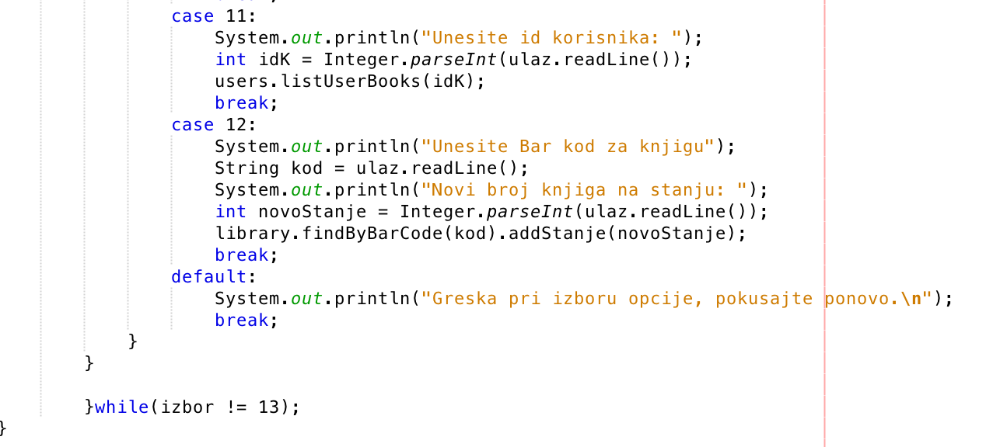 case 11:
System.out.println("Unesite id korisnika: ");
int idK = Integer.parseInt(ulaz.readLine());
users.listUserBooks(idK);
break;
case 12:
System.out.println("Unesite Bar kod za knjigu");
String kod = ulaz.readLine();
System.out.println("Novi broj knjiga na stanju: ");
int novoStanje = Integer.parseInt(ulaz.readLine());
library.findByBarCode(kod).addStanje(novoStanje);
break;
default:
System.out.println("Greska pri izboru opcije, pokusajte ponovo.\n");
break;
}
}
}while(izbor != 13);
}